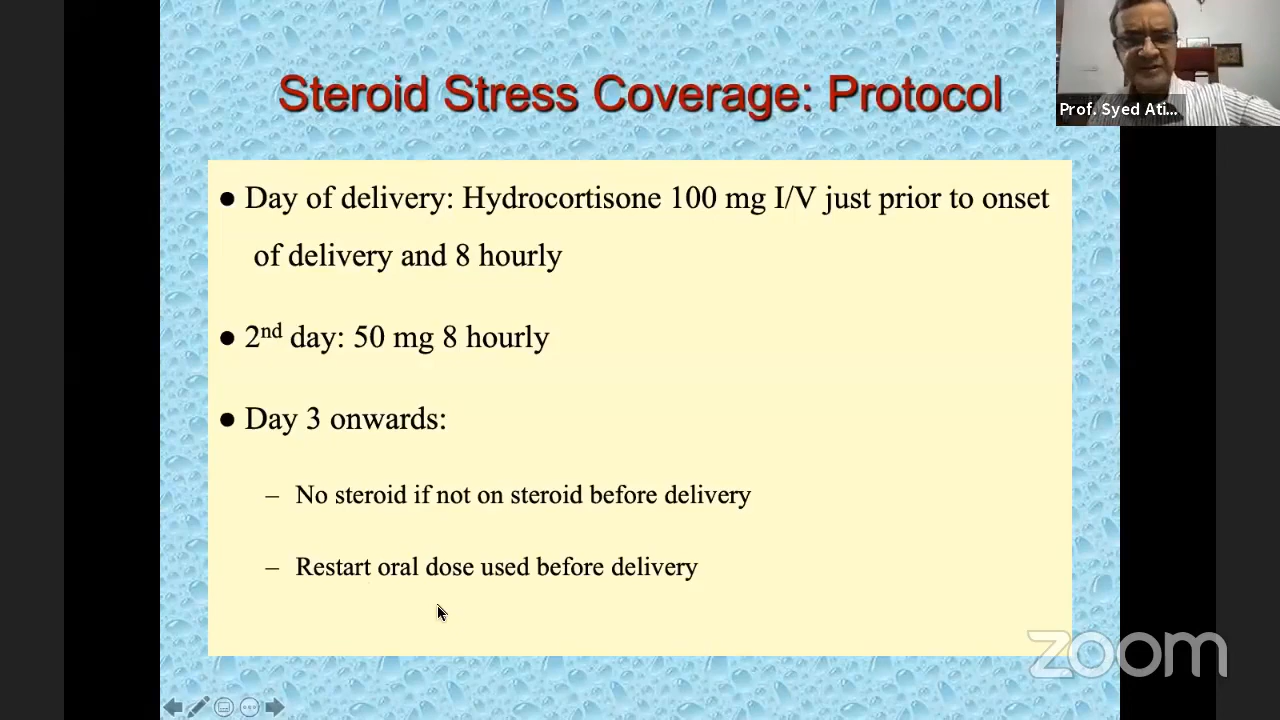 Steroid Stress Coverage: Protocol
Prof. Syed Ati...
● Day of delivery: Hydrocortisone 100 mg I/V just prior to onset
of delivery and 8 hourly
● 2nd day: 50 mg 8 hourly
● Day 3 onwards:
– No steroid if not on steroid before delivery
– Restart oral dose used before delivery
zoom